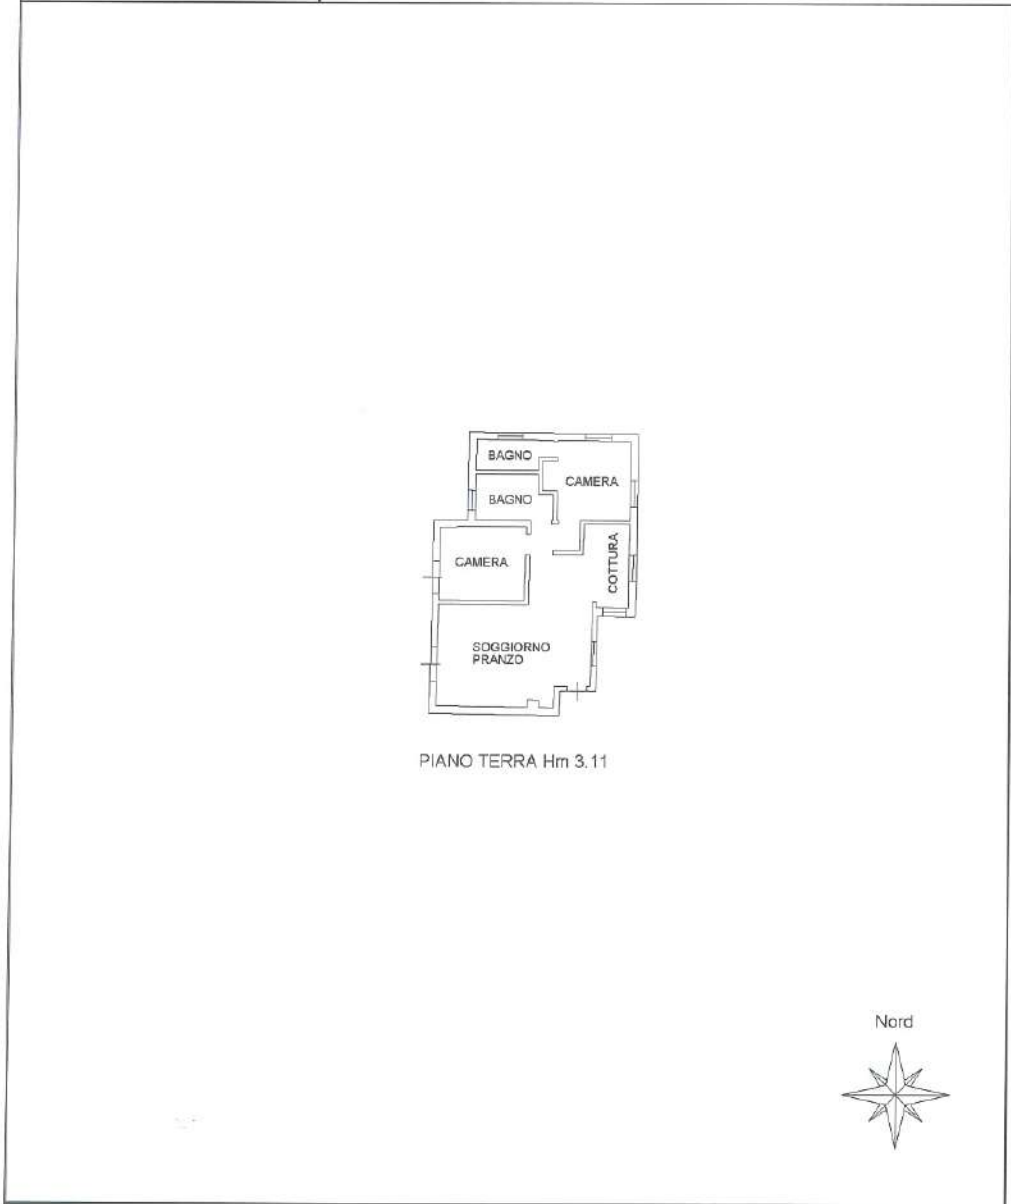 BAGNO
CAMERA
BAGNO
CAMERA
COTTURA
SOGGIORNO
PRANZO
PIANO TERRA Hm 3.11
Nord